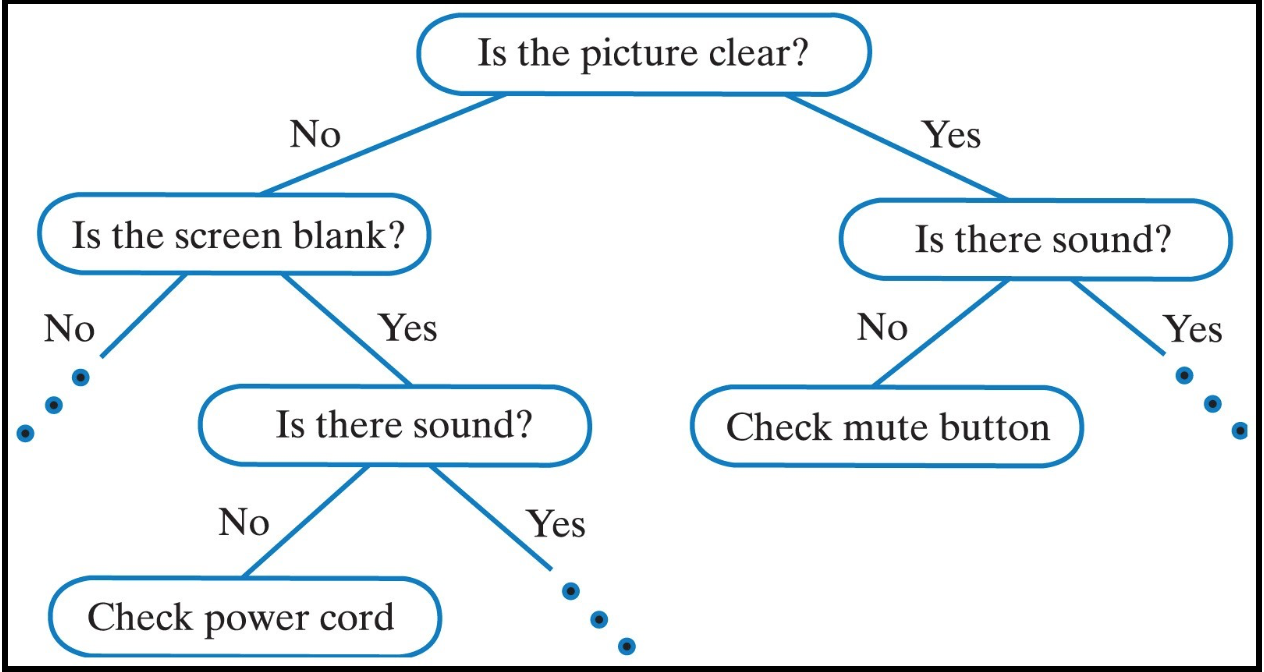 Is the picture clear?
No
Yes
Is the screen blank?
Is there sound?
No
Yes
No
Yes
Is there sound?
Check mute button
No
Yes
Check power cord